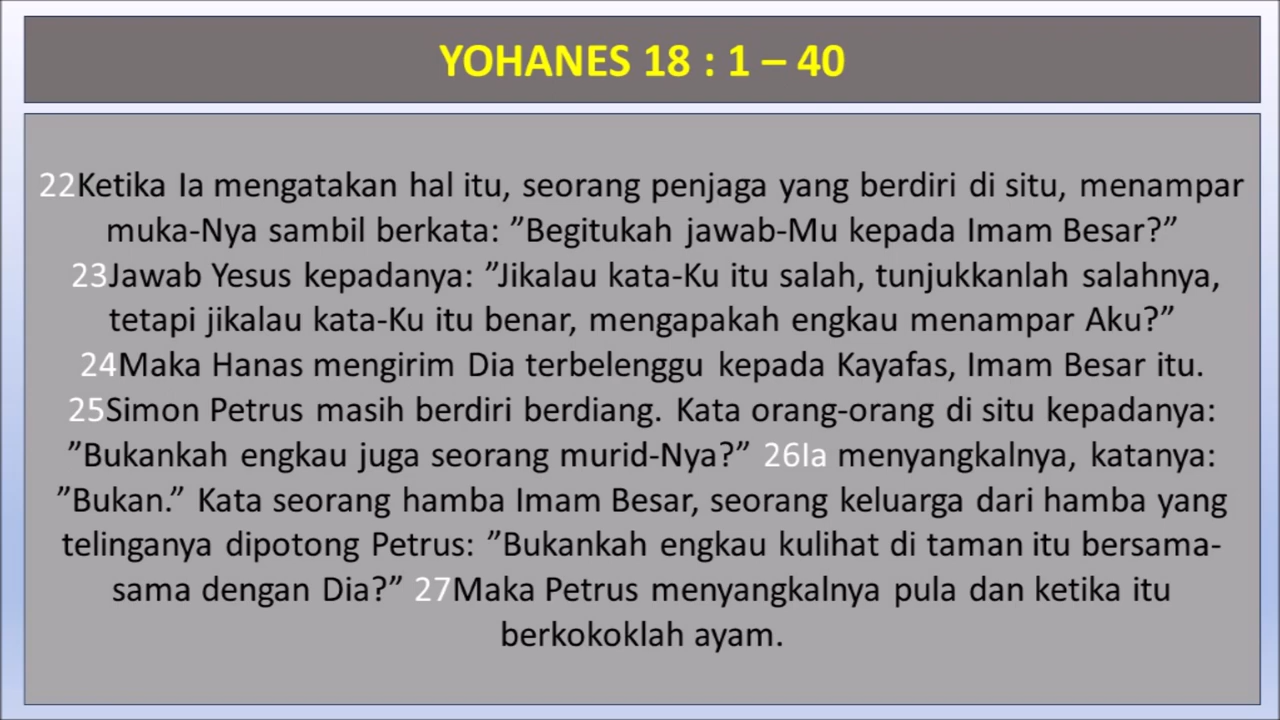 YOHANES 18 : 1 – 40
22Ketika Ia mengatakan hal itu, seorang penjaga yang berdiri di situ, menampar
muka-Nya sambil berkata: ”Begitukah jawab-Mu kepada Imam Besar?”
23Jawab Yesus kepadanya: ”Jikalau kata-Ku itu salah, tunjukkanlah salahnya,
tetapi jikalau kata-Ku itu benar, mengapakah engkau menampar Aku?”
24Maka Hanas mengirim Dia terbelenggu kepada Kayafas, Imam Besar itu.
25Simon Petrus masih berdiri berdiang. Kata orang-orang di situ kepadanya:
”Bukankah engkau juga seorang murid-Nya?” 26Ia menyangkalnya, katanya:
”Bukan.” Kata seorang hamba Imam Besar, seorang keluarga dari hamba yang
telinganya dipotong Petrus: ”Bukankah engkau kulihat di taman itu bersama-
sama dengan Dia?” 27Maka Petrus menyangkalnya pula dan ketika itu
berkokoklah ayam.